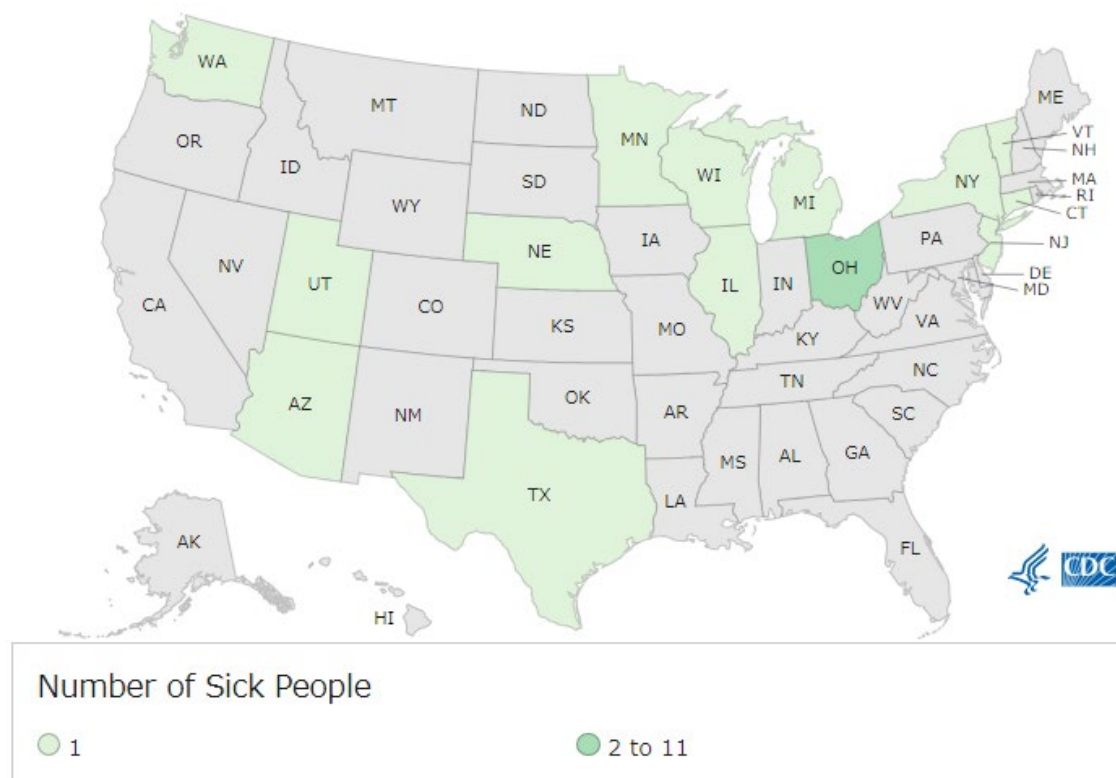 WA
MT
ND
MN
ME
VT
NH
OR
ID
SD
WI
NY
MA
RI
CT
WY
MI
IA
PA
NJ
NE
NV
UT
IL
IN
OH
DE
MD
CA
CO
WV
VA
KS
MO
KY
AZ
NM
OK
TN
NC
AR
SC
MS
AL
GA
TX
LA
AK
FL
CDC
HI
Number of Sick People
1
2 to 11